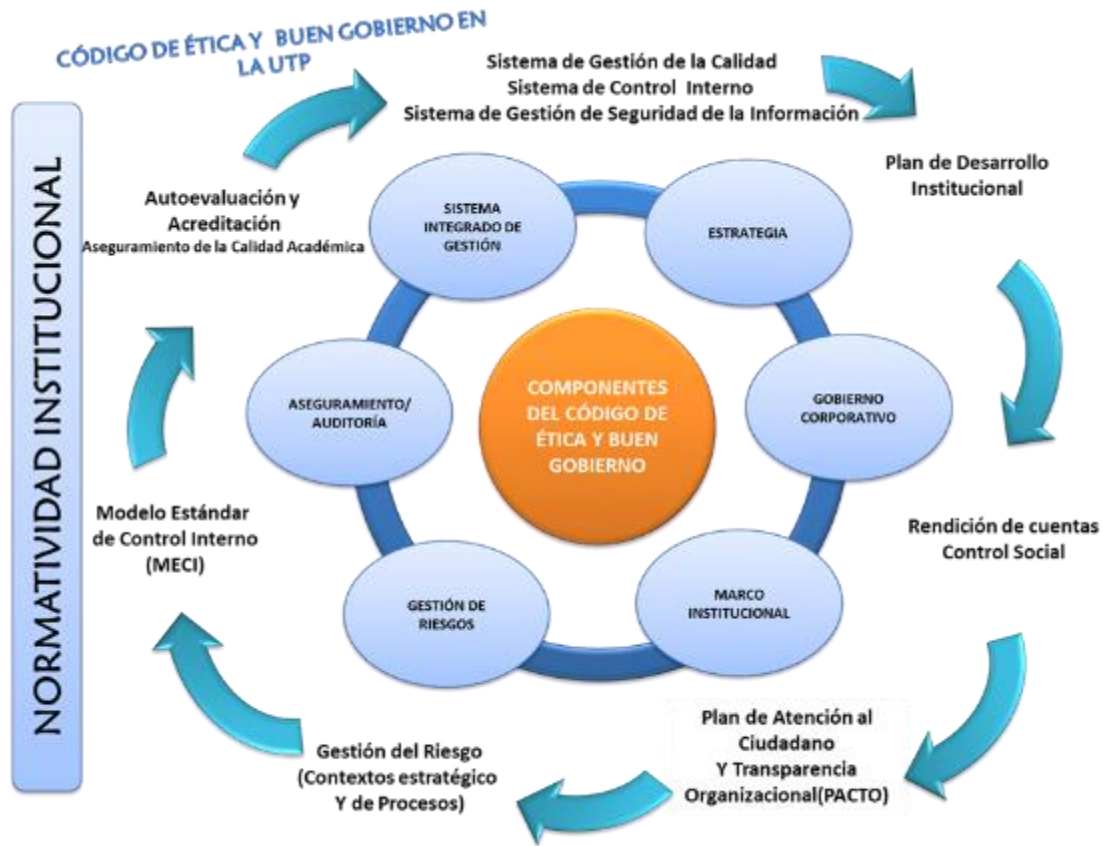 CÓDIGO DE ÉTICA Y BUEN GOBIERNO EN
LA UTP
NORMATIVIDAD INSTITUCIONAL
Sistema de Gestión de la Calidad
Sistema de Control Interno
Sistema de Gestión de Seguridad de la Información
Plan de Desarrollo
Institucional
Rendición de cuentas
Control Social
Plan de Atención al
Ciudadano
Y Transparencia
Organizacional(PACTO)
Gestión del Riesgo
(Contextos estratégico
Y de Procesos)
Modelo Estándar
de Control Interno
(MECI)
Autoevaluación y
Acreditación
Aseguramiento de la Calidad Académica
SISTEMA
INTEGRADO DE
GESTIÓN
ESTRATEGIA
GOBIERNO
CORPORATIVO
MARCO
INSTITUCIONAL
GESTIÓN DE
RIESGOS
ASEGURAMIENTO/
AUDITORÍA
COMPONENTES
DEL CÓDIGO DE
ÉTICA Y BUEN
GOBIERNO